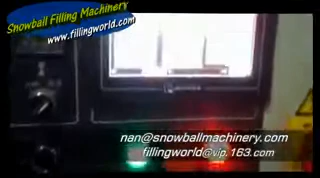 Snowball Filling Machinery
www.fillingworld.com
nan@snowballmachinery.com
fillingworld@vip.163.com